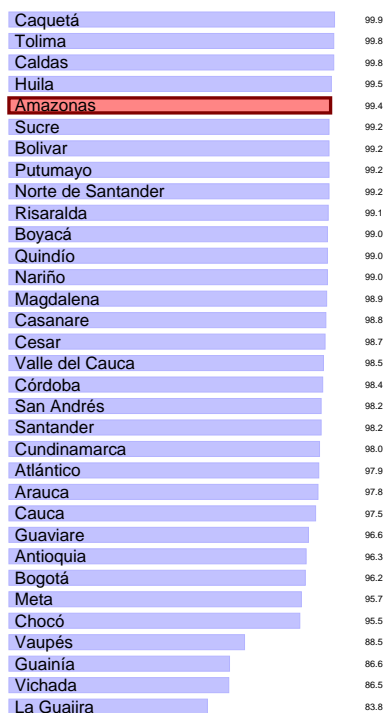 Caquetá 99.9
Tolima 99.8
Caldas 99.8
Huila 99.5
Amazonas 99.4
Sucre 99.2
Bolivar 99.2
Putumayo 99.2
Norte de Santander 99.2
Risaralda 99.1
Boyacá 99.0
Quindío 99.0
Nariño 99.0
Magdalena 98.9
Casanare 98.8
Cesar 98.7
Valle del Cauca 98.5
Córdoba 98.4
San Andrés 98.2
Santander 98.2
Cundinamarca 98.0
Atlántico 97.9
Arauca 97.8
Cauca 97.5
Guaviare 96.6
Antioquia 96.3
Bogotá 96.2
Meta 95.7
Chocó 95.5
Vaupés 88.5
Guainía 86.6
Vichada 86.5
La Guajira 83.8